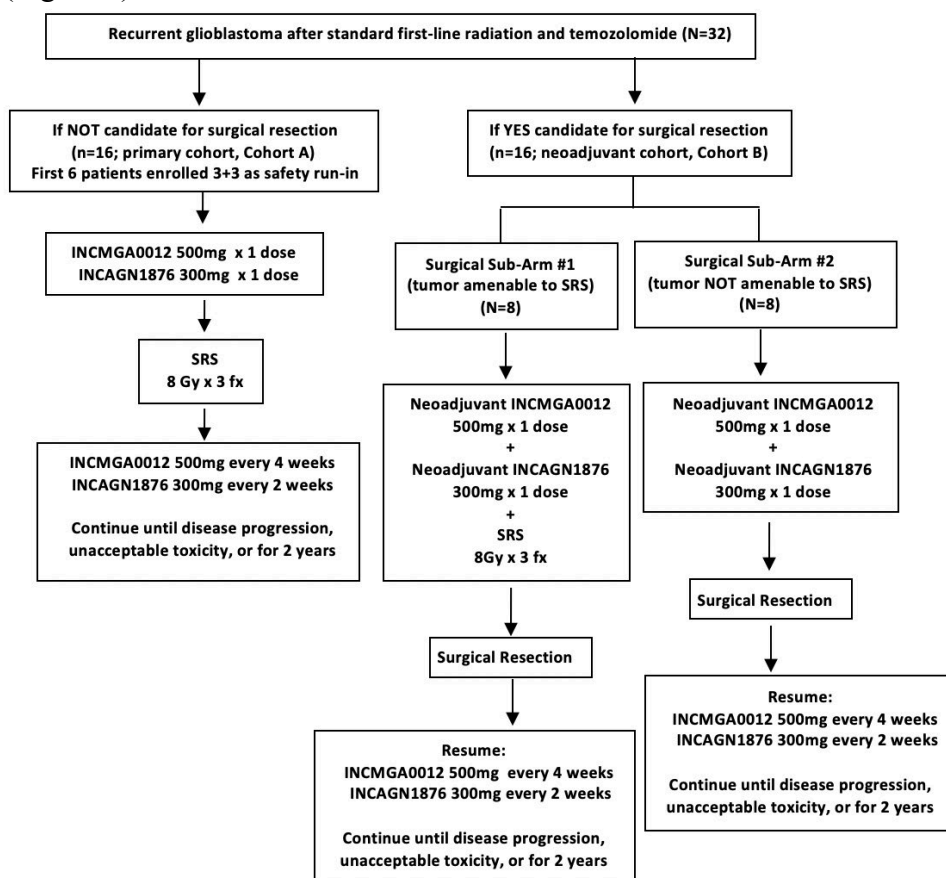 Recurrent glioblastoma after standard first-line radiation and temozolomide (N=32)
If NOT candidate for surgical resection
(n=16; primary cohort, Cohort A)
First 6 patients enrolled 3+3 as safety run-in
INCMGA0012 500mg x 1 dose
INCAGN1876 300mg x 1 dose
SRS
8 Gy x 3 fx
INCMGA0012 500mg every 4 weeks
INCAGN1876 300mg every 2 weeks
Continue until disease progression,
unacceptable toxicity, or for 2 years
If YES candidate for surgical resection
(n=16; neoadjuvant cohort, Cohort B)
Surgical Sub-Arm #1
(tumor amenable to SRS)
(N=8)
Neoadjuvant INCMGA0012
500mg x 1 dose
+
Neoadjuvant INCAGN1876
300mg x 1 dose
+
SRS
8Gy x 3 fx
Surgical Resection
Resume:
INCMGA0012 500mg every 4 weeks
INCAGN1876 300mg every 2 weeks
Continue until disease progression,
unacceptable toxicity, or for 2 years
Surgical Sub-Arm #2
(tumor NOT amenable to SRS)
(N=8)
Neoadjuvant INCMGA0012
500mg x 1 dose
+
Neoadjuvant INCAGN1876
300mg x 1 dose
Surgical Resection
Resume:
INCMGA0012 500mg every 4 weeks
INCAGN1876 300mg every 2 weeks
Continue until disease progression,
unacceptable toxicity, or for 2 years